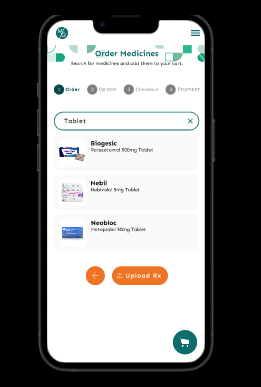 Order Medicines
Search for medicines and add them to your cart.
1 Order 2 Upload 3 Checkout 4 Payment
Tablet
Biogesic
Paracetamol 500mg Tablet
Nebil
Nebivolol 5mg Tablet
Neobloc
Metoprolol 50mg Tablet
Upload Rx